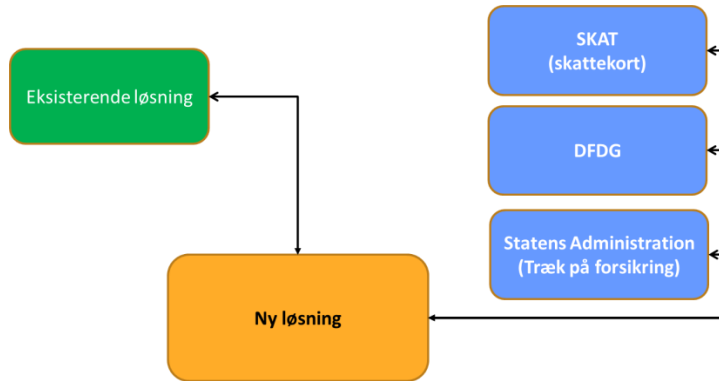 SKAT
(skattekort)
Eksisterende løsning
DFDG
Statens Administration
(Træk på forsikring)
Ny løsning